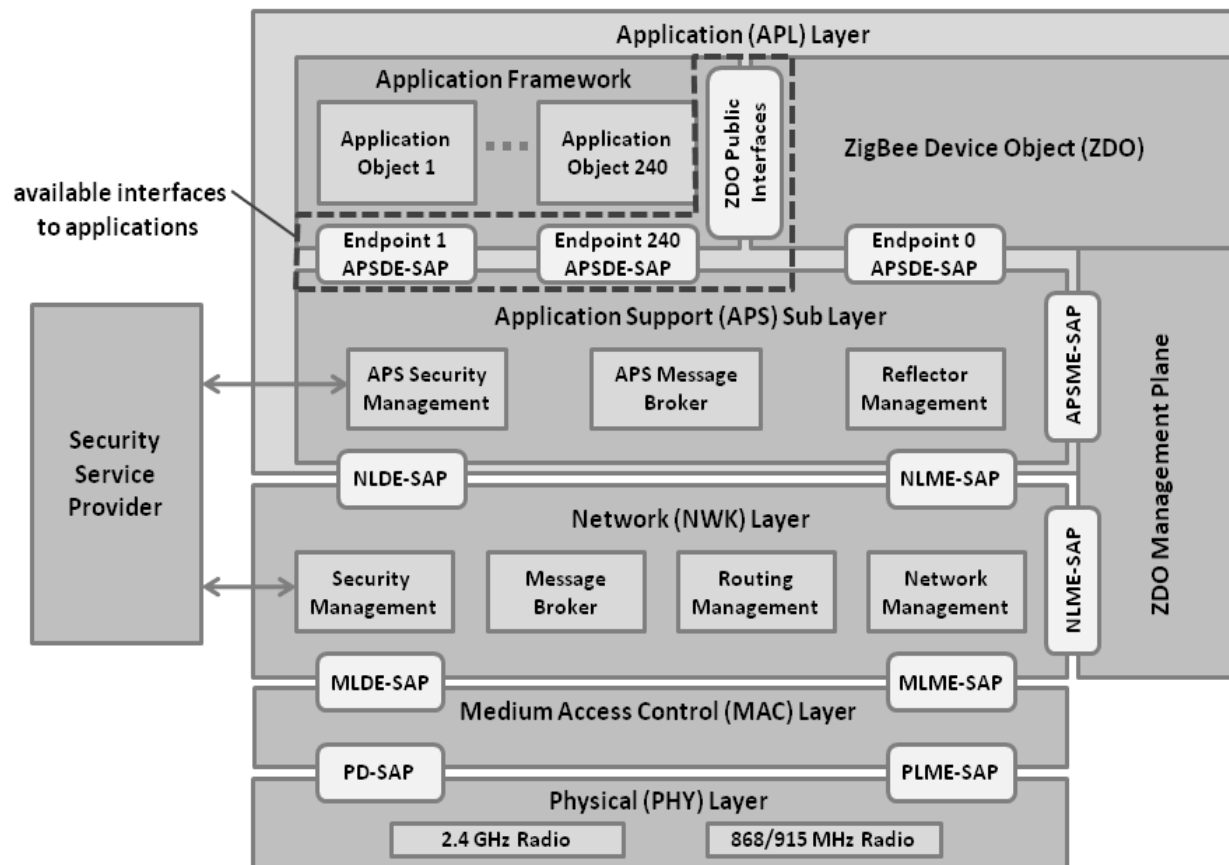 Application (APL) Layer
Application Framework
Application
Object 1
Application
Object 240
ZDO Public
Interfaces
ZigBee Device Object (ZDO)
available interfaces
to applications
Endpoint 1
APSDE-SAP
Endpoint 240
APSDE-SAP
Endpoint 0
APSDE-SAP
Application Support (APS) Sub Layer
APS Security
Management
APS Message
Broker
Reflector
Management
APSME-SAP
ZDO Management Plane
Security
Service
Provider
NLDE-SAP
NLME-SAP
Network (NWK) Layer
Security
Management
Message
Broker
Routing
Management
Network
Management
NLME-SAP
MLDE-SAP
MLME-SAP
Medium Access Control (MAC) Layer
PD-SAP
PLME-SAP
Physical (PHY) Layer
2.4 GHz Radio
868/915 MHz Radio